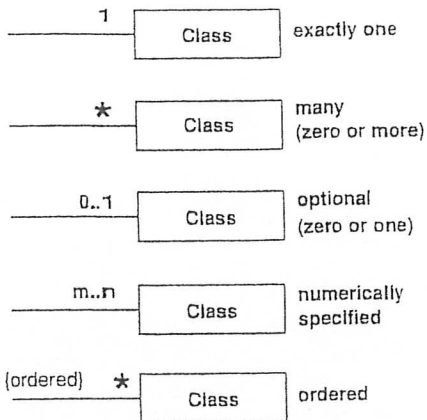 1
Class
exactly one
*
Class
many
(zero or more)
0..1
Class
optional
(zero or one)
m..n
Class
numerically
specified
(ordered) *
Class
ordered